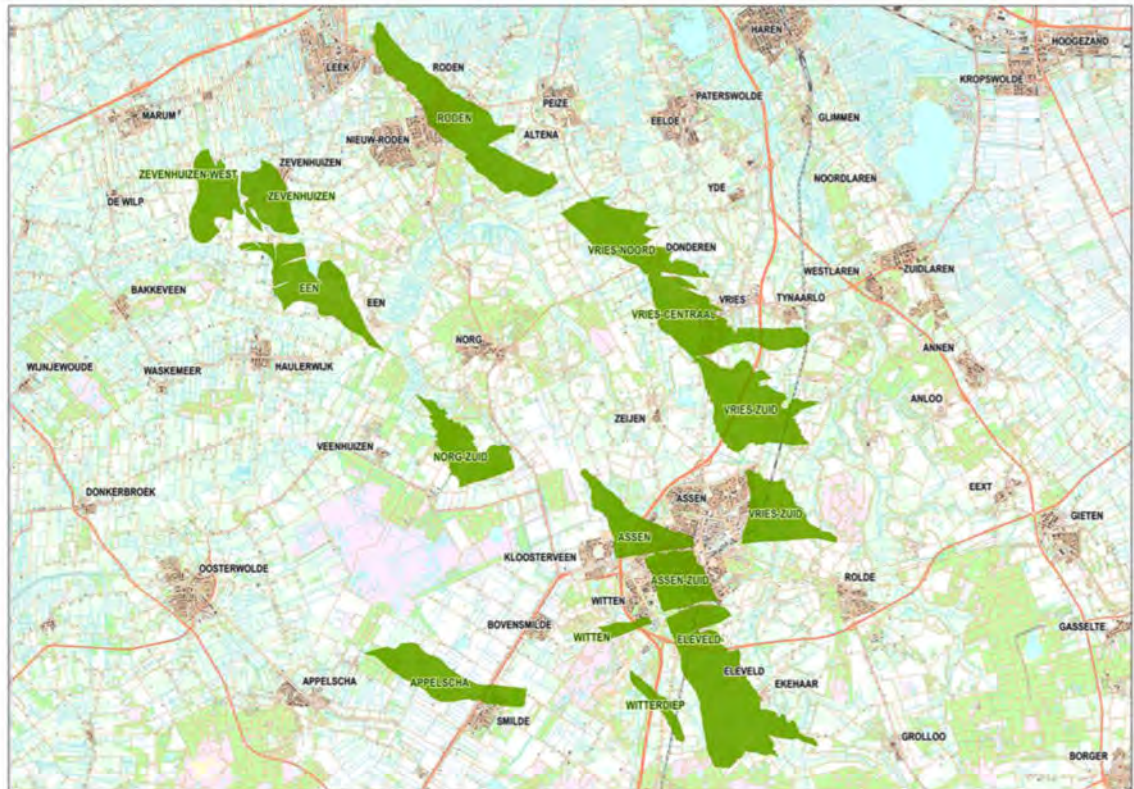 HAREN
HOOGEZAND
LEEK
RODEN
KROPSWOLDE
PATERSWOLDE
PEIZE
MARUM
RODEN
EELDE
GLIMMEN
NIEUW-RODEN
ALTENA
ZEVENHUIZEN
ZEVENHUIZEN-WEST
NOORDLAREN
YDE
ZEVENHUIZEN
DE WILP
VRIES-NOORD
DONDEREN
ZUIDLAREN
WESTLAREN
EEN
BAKKEVEEN
EEN
VRIES
TYNAARLO
VRIES-CENTRAAL
NORG
ANNEN
WIJNJEWOUDE
WASKEMEER
HAULERWIJK
ANLOO
VRIES-ZUID
ZEIJEN
VEENHUIZEN
NORG-ZUID
EEXT
DONKERBROEK
ASSEN
VRIES-ZUID
GIETEN
ASSEN
KLOOSTERVEEN
OOSTERWOLDE
ASSEN-ZUID
ROLDE
WITTEN
BOVENSMILDE
GASSELTE
WITTEN
ELEVELD
ELEVELD
APPELSCHA
APPELSCHA
EKEHAAR
WITTERDIEP
SMILDE
GROLLOO
BORGER